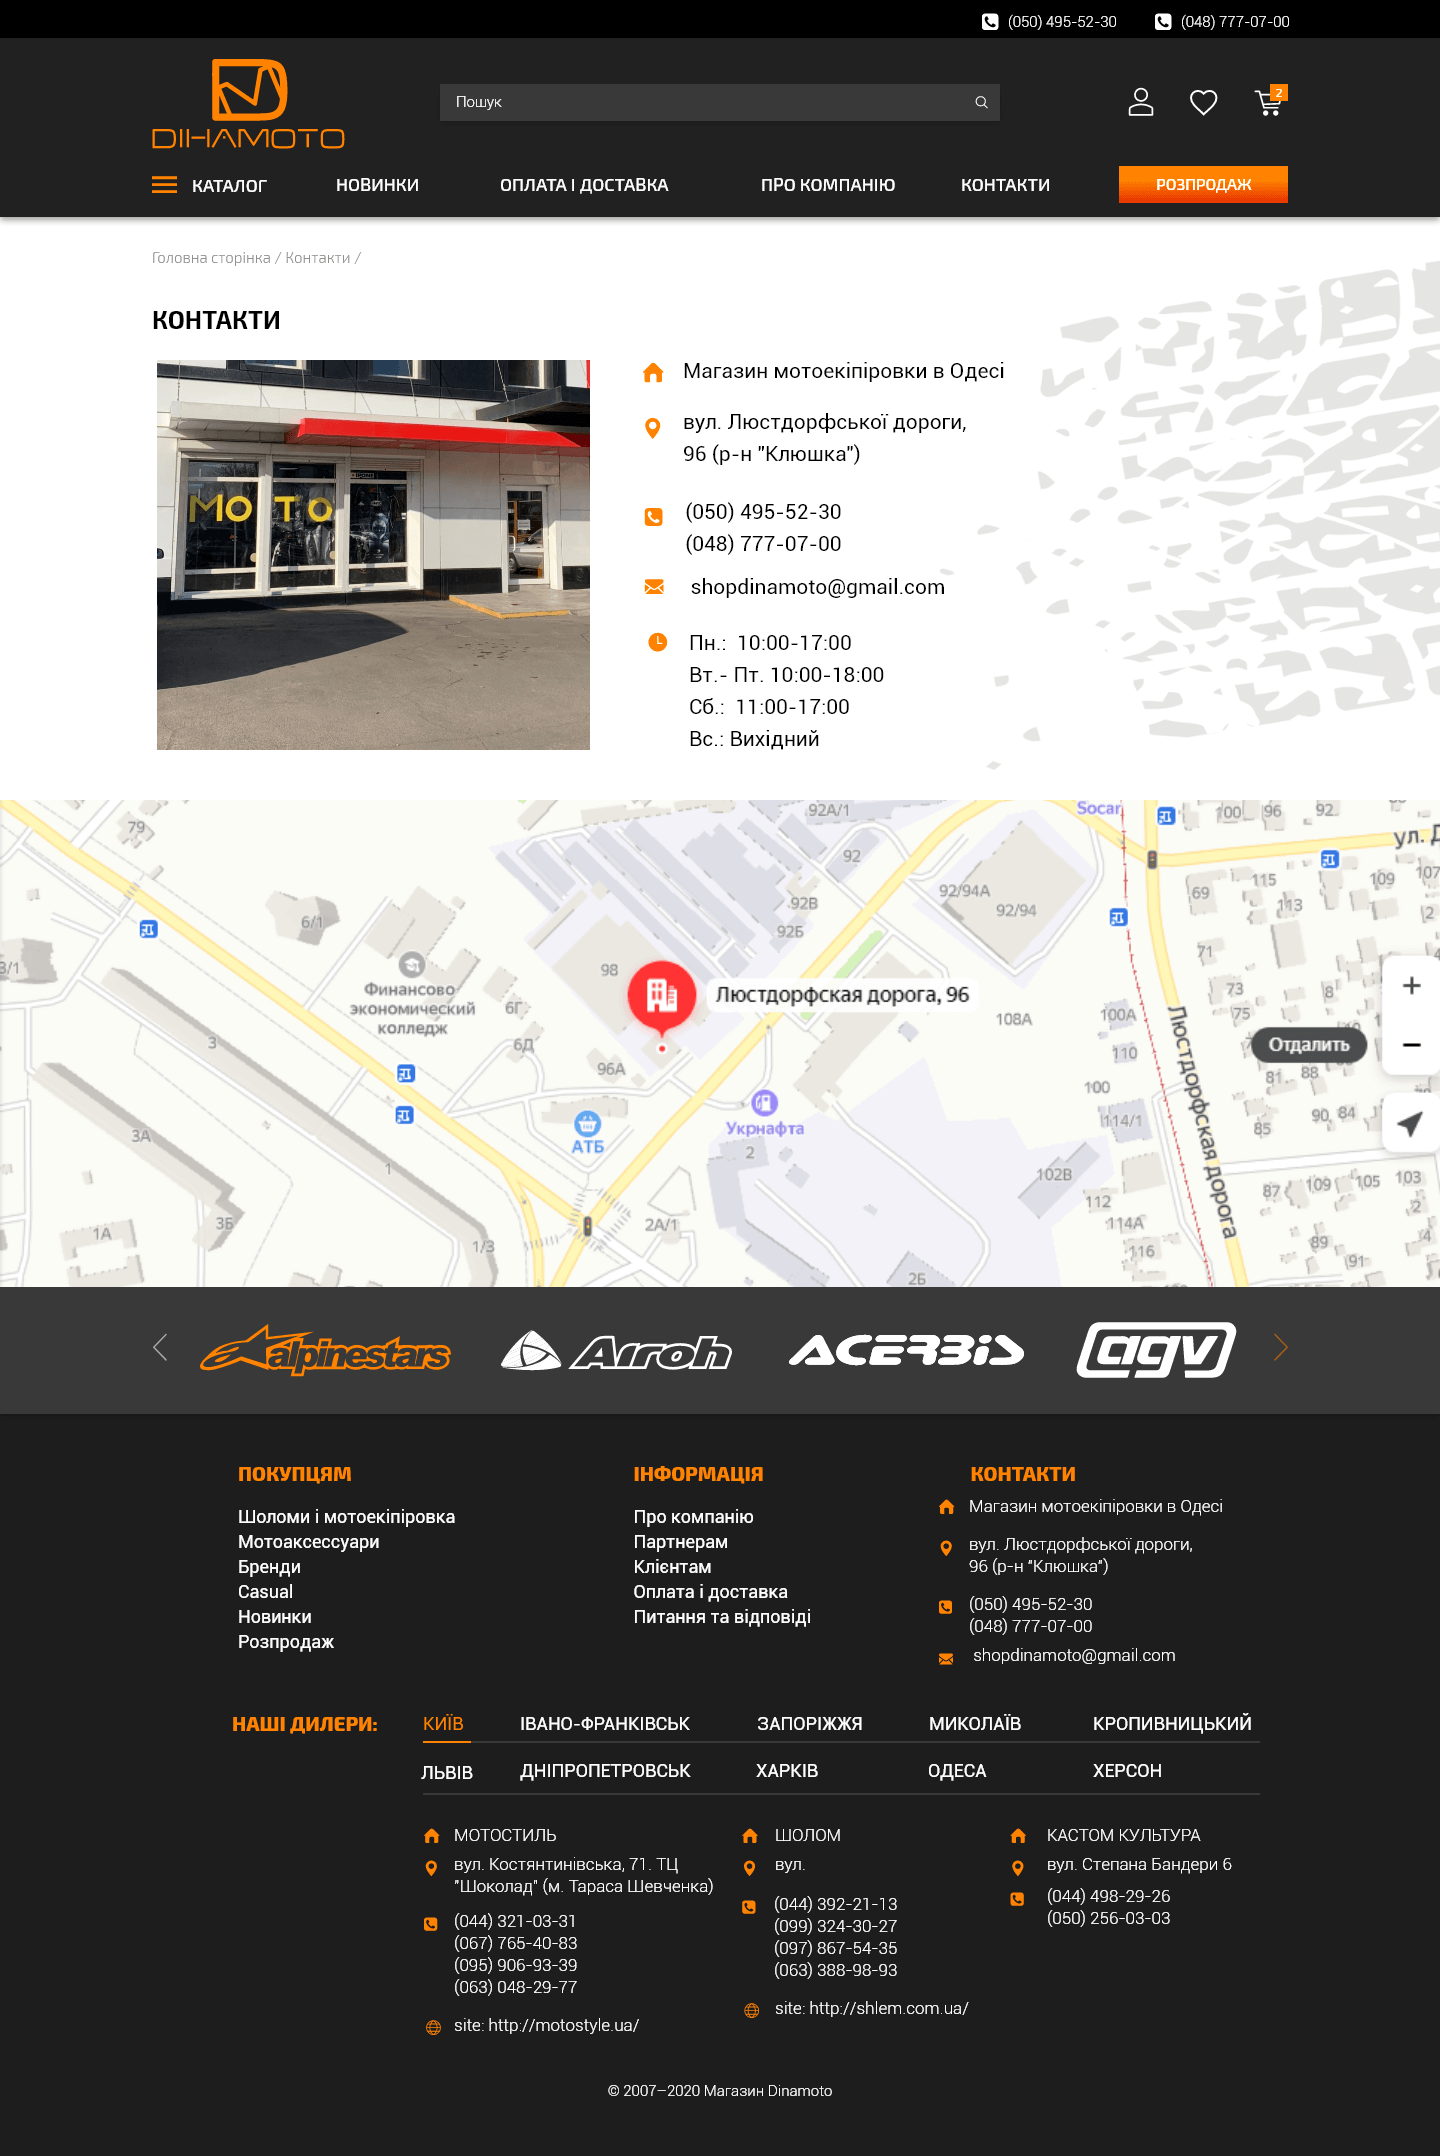 (050) 495-52-30 (048) 777-07-00
DIHAMOTO
Пошук
2
КАТАЛОГ НОВИНКИ ОПЛАТА І ДОСТАВКА ПРО КОМПАНІЮ КОНТАКТИ РОЗПРОДАЖ
Головна сторінка / Контакти /
КОНТАКТИ
МОТО
Магазин мотоекіпіровки в Одесі
вул. Люстдорфської дороги,
96 (р-н "Клюшка")
(050) 495-52-30
(048) 777-07-00
shopdinamoto@gmail.com
Пн.: 10:00-17:00
Вт.- Пт. 10:00-18:00
Сб.: 11:00-17:00
Вс.: Вихідний
92А/1 Socar 100 96 92
79 ул. Д
92 115 109 107
92/94А 69
92В 92/94 113 2
6/1 92Б
71
3/1 98 73 8
Финансово
экономический
колледж
Люстдорфская дорога, 96
6Г 108А 100А 75
3 6Д 110 Отдалить
96А 81 88
100 90 84
Укрнафта 114/1 85
3А АТБ 2
1 102В Люстдорфская дорога
87 109 105 103
112 2
3Б 2А/1 114А
1А 1/3 116 89 91 4
2Б
alpinestars Airoh ACERBIS agv
ПОКУПЦЯМ
Шоломи і мотоекіпіровка
Мотоаксессуари
Бренди
Casual
Новинки
Розпродаж
ІНФОРМАЦІЯ
Про компанію
Партнерам
Клієнтам
Оплата і доставка
Питання та відповіді
КОНТАКТИ
Магазин мотоекіпіровки в Одесі
вул. Люстдорфської дороги,
96 (р-н "Клюшка")
(050) 495-52-30
(048) 777-07-00
shopdinamoto@gmail.com
НАШІ ДИЛЕРИ: КИЇВ ІВАНО-ФРАНКІВСЬК ЗАПОРІЖЖЯ МИКОЛАЇВ КРОПИВНИЦЬКИЙ
ЛЬВІВ ДНІПРОПЕТРОВСЬК ХАРКІВ ОДЕСА ХЕРСОН
МОТОСТИЛЬ
вул. Костянтинівська, 71. ТЦ
"Шоколад" (м. Тараса Шевченка)
(044) 321-03-31
(067) 765-40-83
(095) 906-93-39
(063) 048-29-77
site: http://motostyle.ua/
ШОЛОМ
вул.
(044) 392-21-13
(099) 324-30-27
(097) 867-54-35
(063) 388-98-93
site: http://shlem.com.ua/
КАСТОМ КУЛЬТУРА
вул. Степана Бандери 6
(044) 498-29-26
(050) 256-03-03
© 2007–2020 Магазин Dinamoto